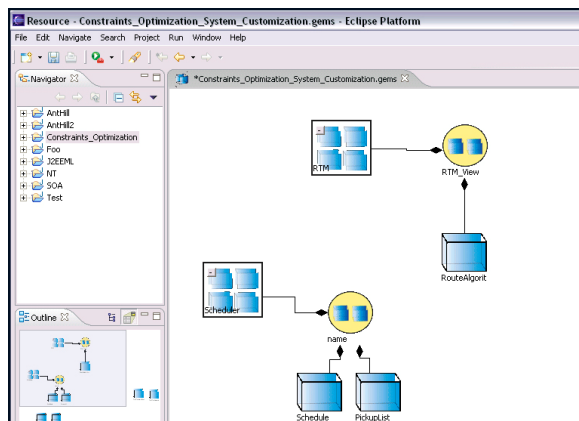 Resource - Constraints_Optimization_System_Customization.gems - Eclipse Platform
File Edit Navigate Search Project Run Window Help
Navigator
*Constraints_Optimization_System_Customization.gems
AntHill
AntHill2
Constraints_Optimization
Foo
J2EEML
NT
SOA
Test
RTM
RTM_View
RouteAlgorit
Scheduler
name
Schedule
PickupList
Outline